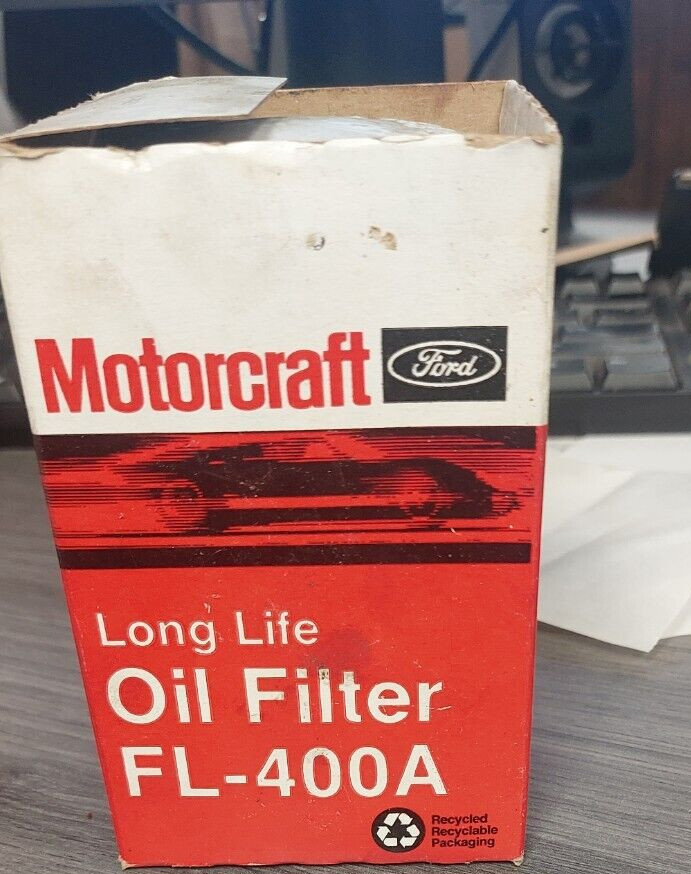 Motorcraft
Ford
Long Life
Oil Filter
FL-400A
Recycled
Recyclable
Packaging